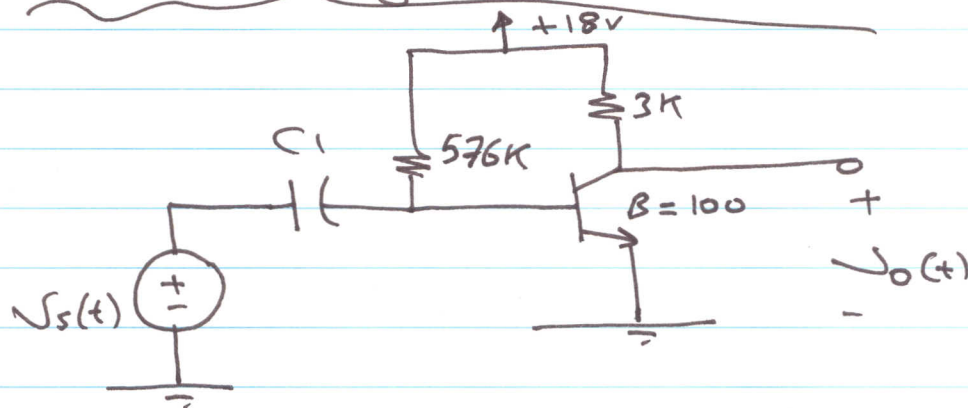 +18v
3K
C1
576K
B=100
+
Vo(t)
-
+
-
Vs(t)